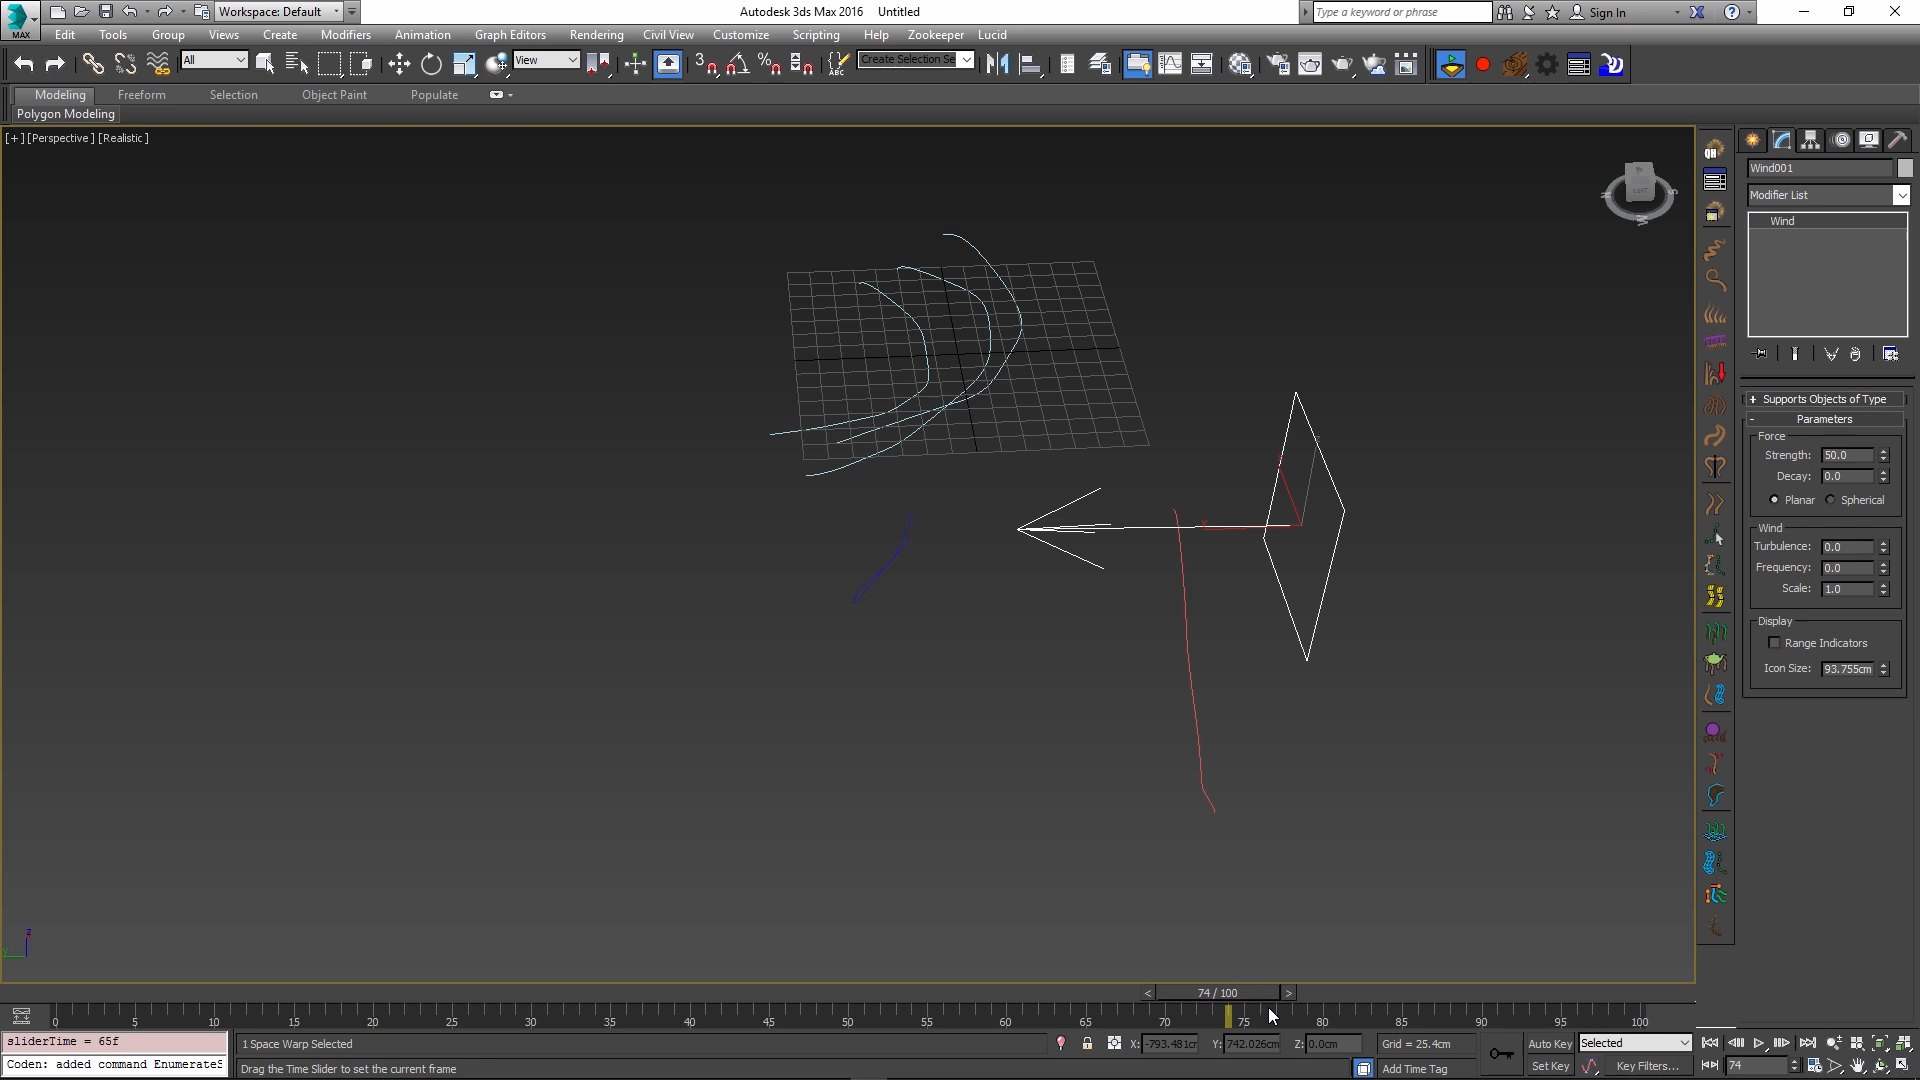 Workspace: Default
Autodesk 3ds Max 2016 Untitled
Type a keyword or phrase
Sign In
MAX
Edit Tools Group Views Create Modifiers Animation Graph Editors Rendering Civil View Customize Scripting Help Zookeeper Lucid
All
View
3
ABC
Create Selection Se
Modeling Freeform Selection Object Paint Populate
Polygon Modeling
[+] [Perspective] [Realistic]
QH
LEFT
W
Wind001
Modifier List
Wind
+ Supports Objects of Type
- Parameters
Force
Strength: 50.0
Decay: 0.0
Planar Spherical
Wind
Turbulence: 0.0
Frequency: 0.0
Scale: 1.0
Display
Range Indicators
Icon Size: 93.755cm
z
y
< 74 / 100 >
0 5 10 15 20 25 30 35 40 45 50 55 60 65 70 75 80 85 90 95 100
sliderTime = 65f
Coden: added command EnumerateS
1 Space Warp Selected
X: -793.481cm Y: 742.026cm Z: 0.0cm
Grid = 25.4cm
Auto Key Selected
Drag the Time Slider to set the current frame
Add Time Tag
Set Key Key Filters...
74